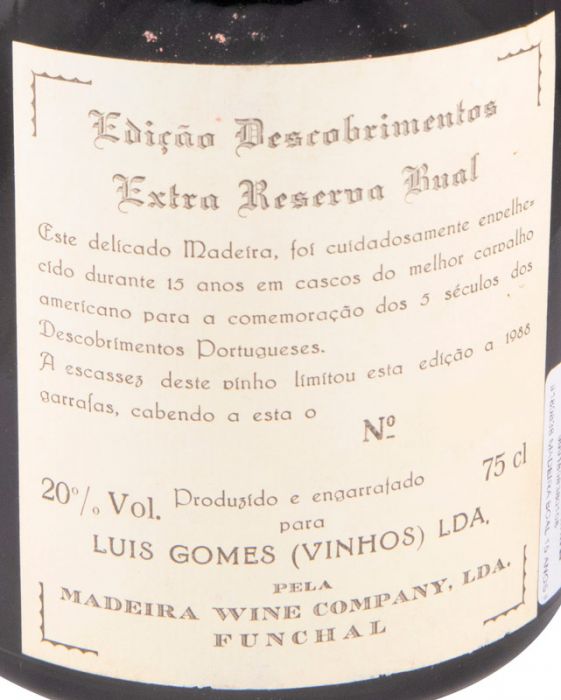 Edição Descobrimentos
Extra Reserva Bual
Este delicado Madeira, foi cuidadosamente envelhe=
cido durante 15 anos em cascos do melhor carvalho
americano para a comemoração dos 5 séculos dos
Descobrimentos Portugueses.
A escassez deste vinho limitou esta edição a 1988
garrafas, cabendo a esta o
Nº
20% Vol.
Produzido e engarrafado
75 cl
para
LUIS GOMES (VINHOS) LDA.
PELA
MADEIRA WINE COMPANY, LDA.
FUNCHAL